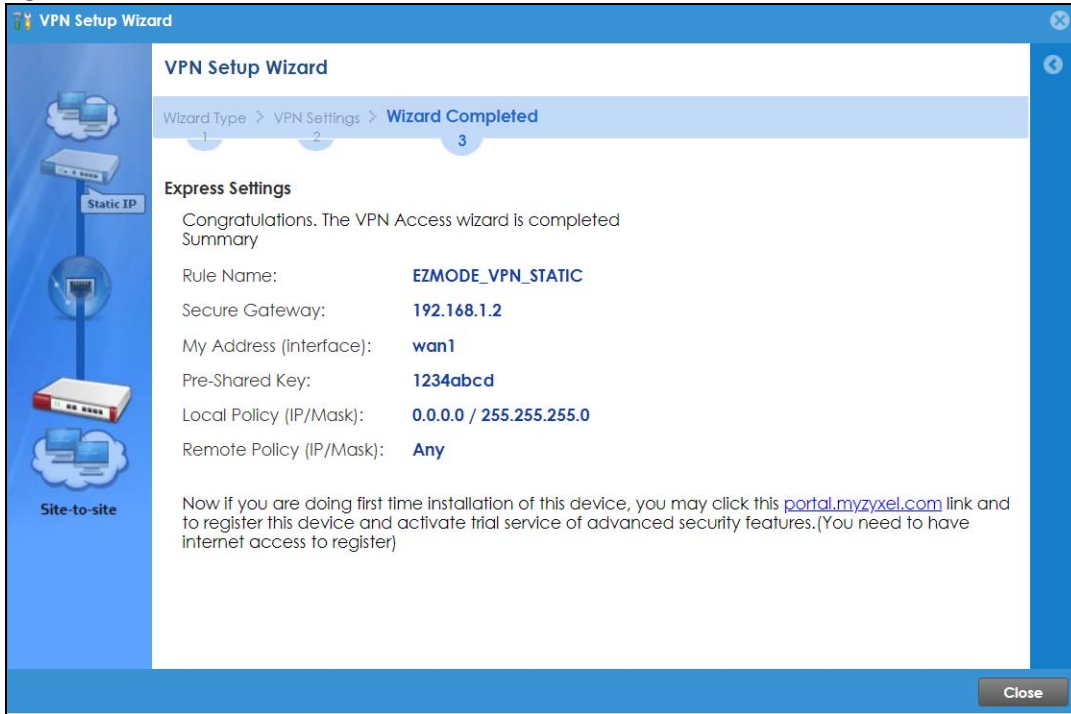 VPN Setup Wizard
VPN Setup Wizard
Wizard Type > VPN Settings > Wizard Completed
1 2 3
Static IP
Express Settings
Congratulations. The VPN Access wizard is completed
Summary
Rule Name: EZMODE_VPN_STATIC
Secure Gateway: 192.168.1.2
My Address (interface): wan1
Pre-Shared Key: 1234abcd
Local Policy (IP/Mask): 0.0.0.0 / 255.255.255.0
Remote Policy (IP/Mask): Any
Site-to-site
Now if you are doing first time installation of this device, you may click this portal.myzyxel.com link and
to register this device and activate trial service of advanced security features.(You need to have
internet access to register)
Close